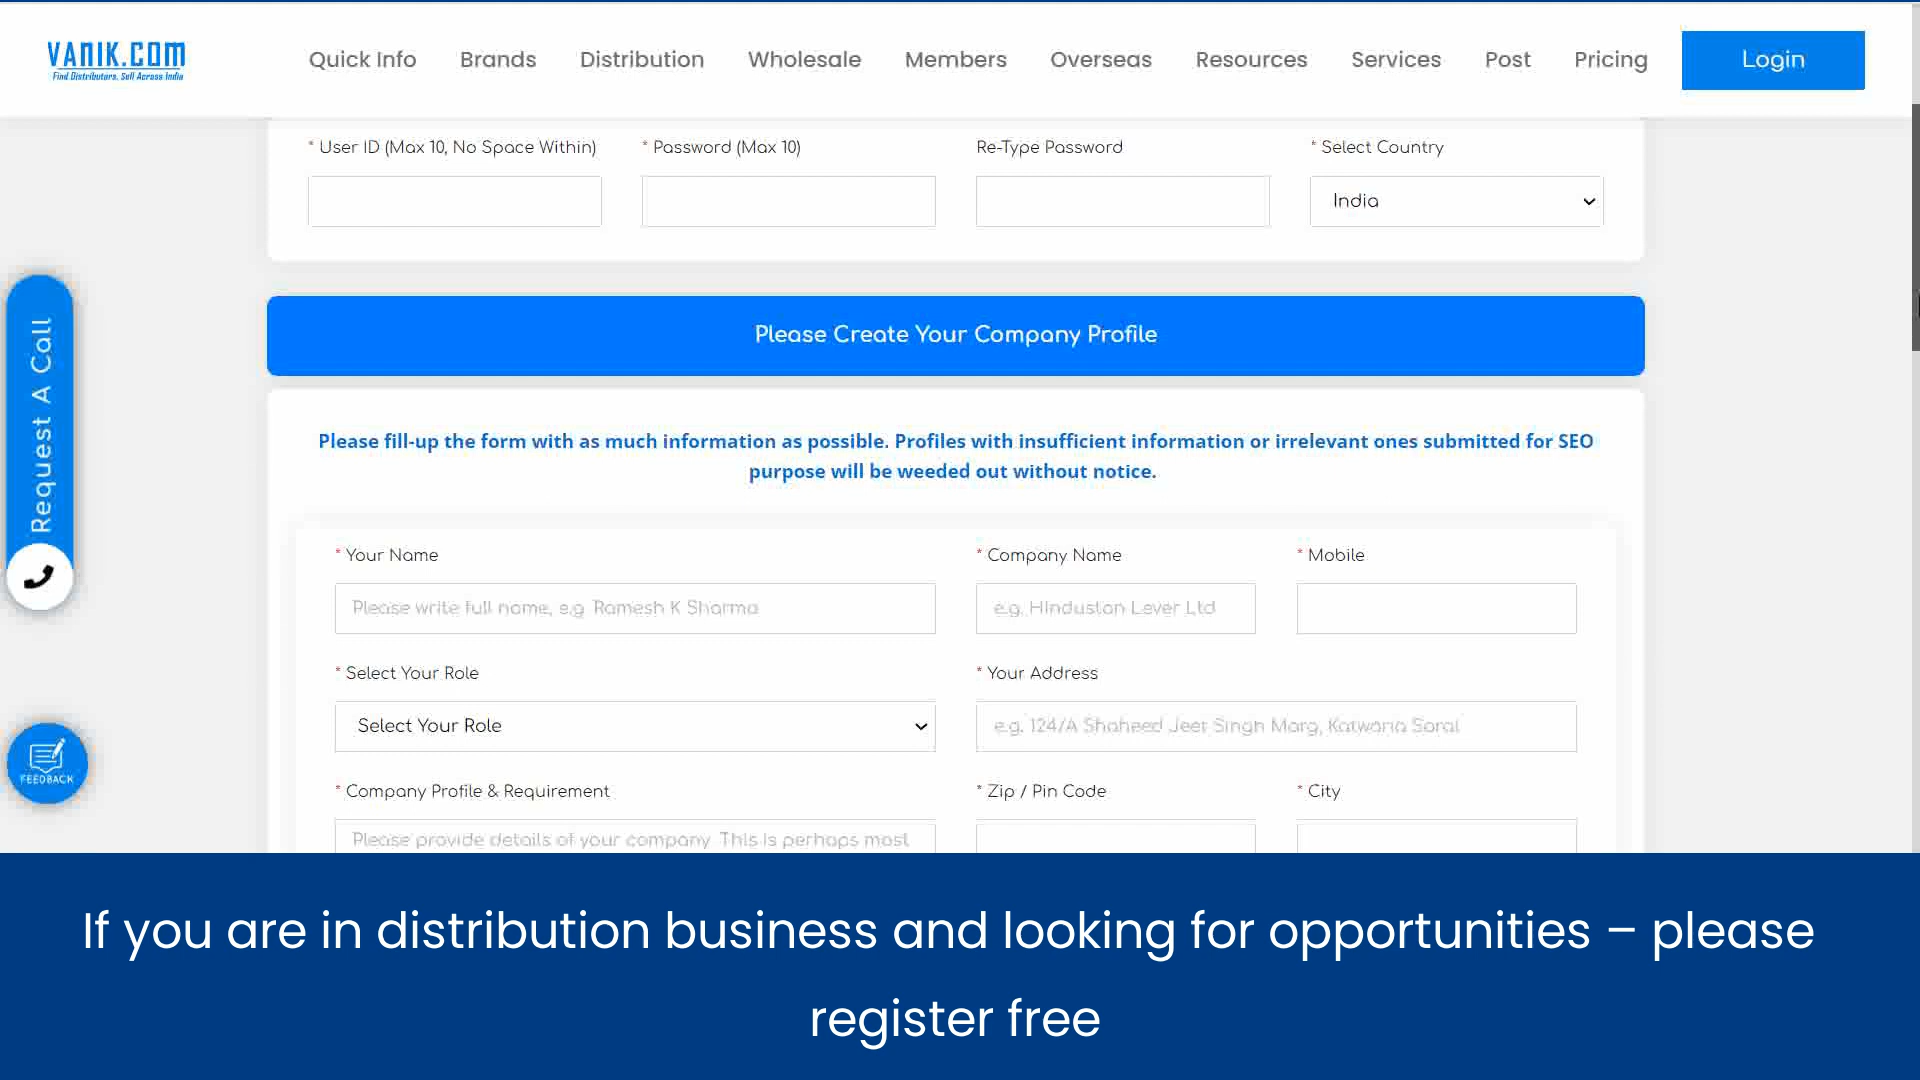 VANIK.COM
Find Distributors. Sell Across India
Quick Info Brands Distribution Wholesale Members Overseas Resources Services Post Pricing Login
* User ID (Max 10, No Space Within) * Password (Max 10) Re-Type Password * Select Country
India
Please Create Your Company Profile
Request A Call
Please fill-up the form with as much information as possible. Profiles with insufficient information or irrelevant ones submitted for SEO
purpose will be weeded out without notice.
* Your Name * Company Name * Mobile
Please write full name, e.g. Ramesh K Sharma e.g. Hindustan Lever Ltd
* Select Your Role * Your Address
Select Your Role e.g. 124/A Shaheed Jeet Singh Marg, Katwaria Sarai
FEEDBACK
* Company Profile & Requirement * Zip / Pin Code * City
Please provide details of your company. This is perhaps most
If you are in distribution business and looking for opportunities – please
register free